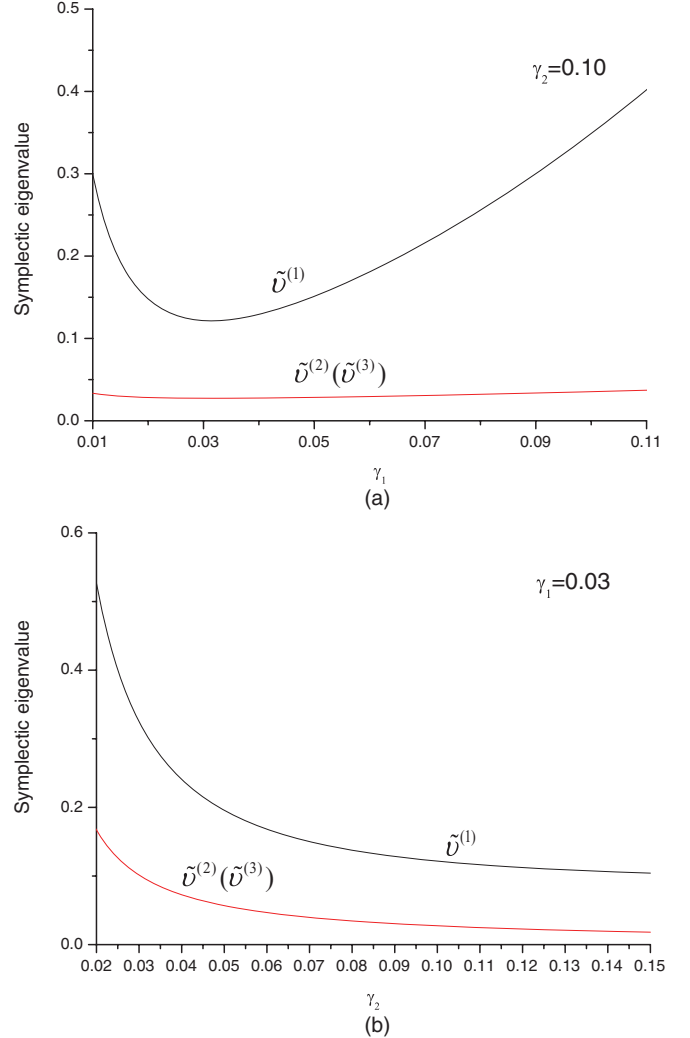 0.5
γ₂=0.10
0.4
0.3
Symplectic eigenvalue
0.2
ῦ⁽¹⁾
0.1
ῦ⁽²⁾(ῦ⁽³⁾)
0.0
0.01 0.03 0.05 0.07 0.09 0.11
γ₁
(a)
0.6
γ₁=0.03
0.4
Symplectic eigenvalue
0.2
ῦ⁽¹⁾
ῦ⁽²⁾(ῦ⁽³⁾)
0.0
0.02 0.03 0.04 0.05 0.06 0.07 0.08 0.09 0.10 0.11 0.12 0.13 0.14 0.15
γ₂
(b)